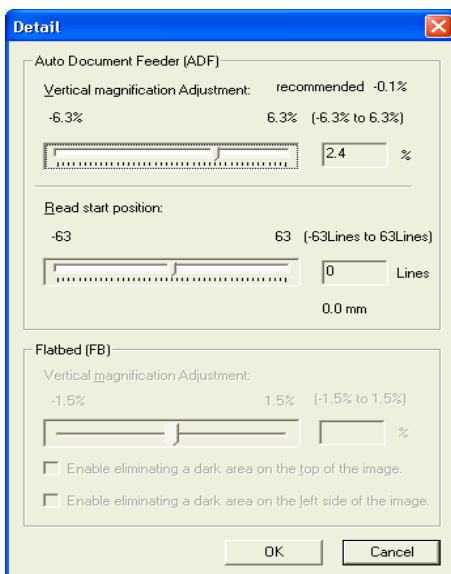 Detail
Auto Document Feeder (ADF)
Vertical magnification Adjustment: recommended -0.1%
-6.3% 6.3% (-6.3% to 6.3%)
2.4 %
Read start position:
-63 63 (-63Lines to 63Lines)
0 Lines
0.0 mm
Flatbed (FB)
Vertical magnification Adjustment:
-1.5% 1.5% (-1.5% to 1.5%)
%
Enable eliminating a dark area on the top of the image.
Enable eliminating a dark area on the left side of the image.
OK Cancel